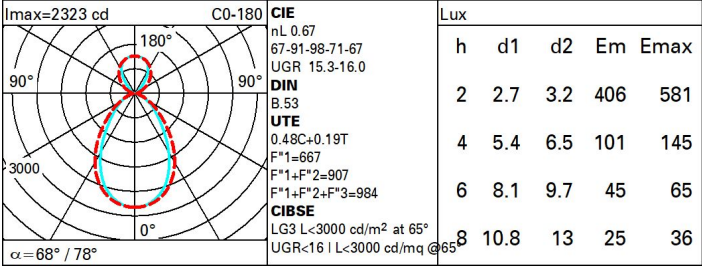 Imax=2323 cd C0-180
180°
90° 90°
3000
0°
α=68° / 78°
CIE
nL 0.67
67-91-98-71-67
UGR 15.3-16.0
DIN
B.53
UTE
0.48C+0.19T
F"1=667
F"1+F"2=907
F"1+F"2+F"3=984
CIBSE
LG3 L<3000 cd/m² at 65°
UGR<16 | L<3000 cd/mq @65°
Lux
h d1 d2 Em Emax
2 2.7 3.2 406 581
4 5.4 6.5 101 145
6 8.1 9.7 45 65
8 10.8 13 25 36